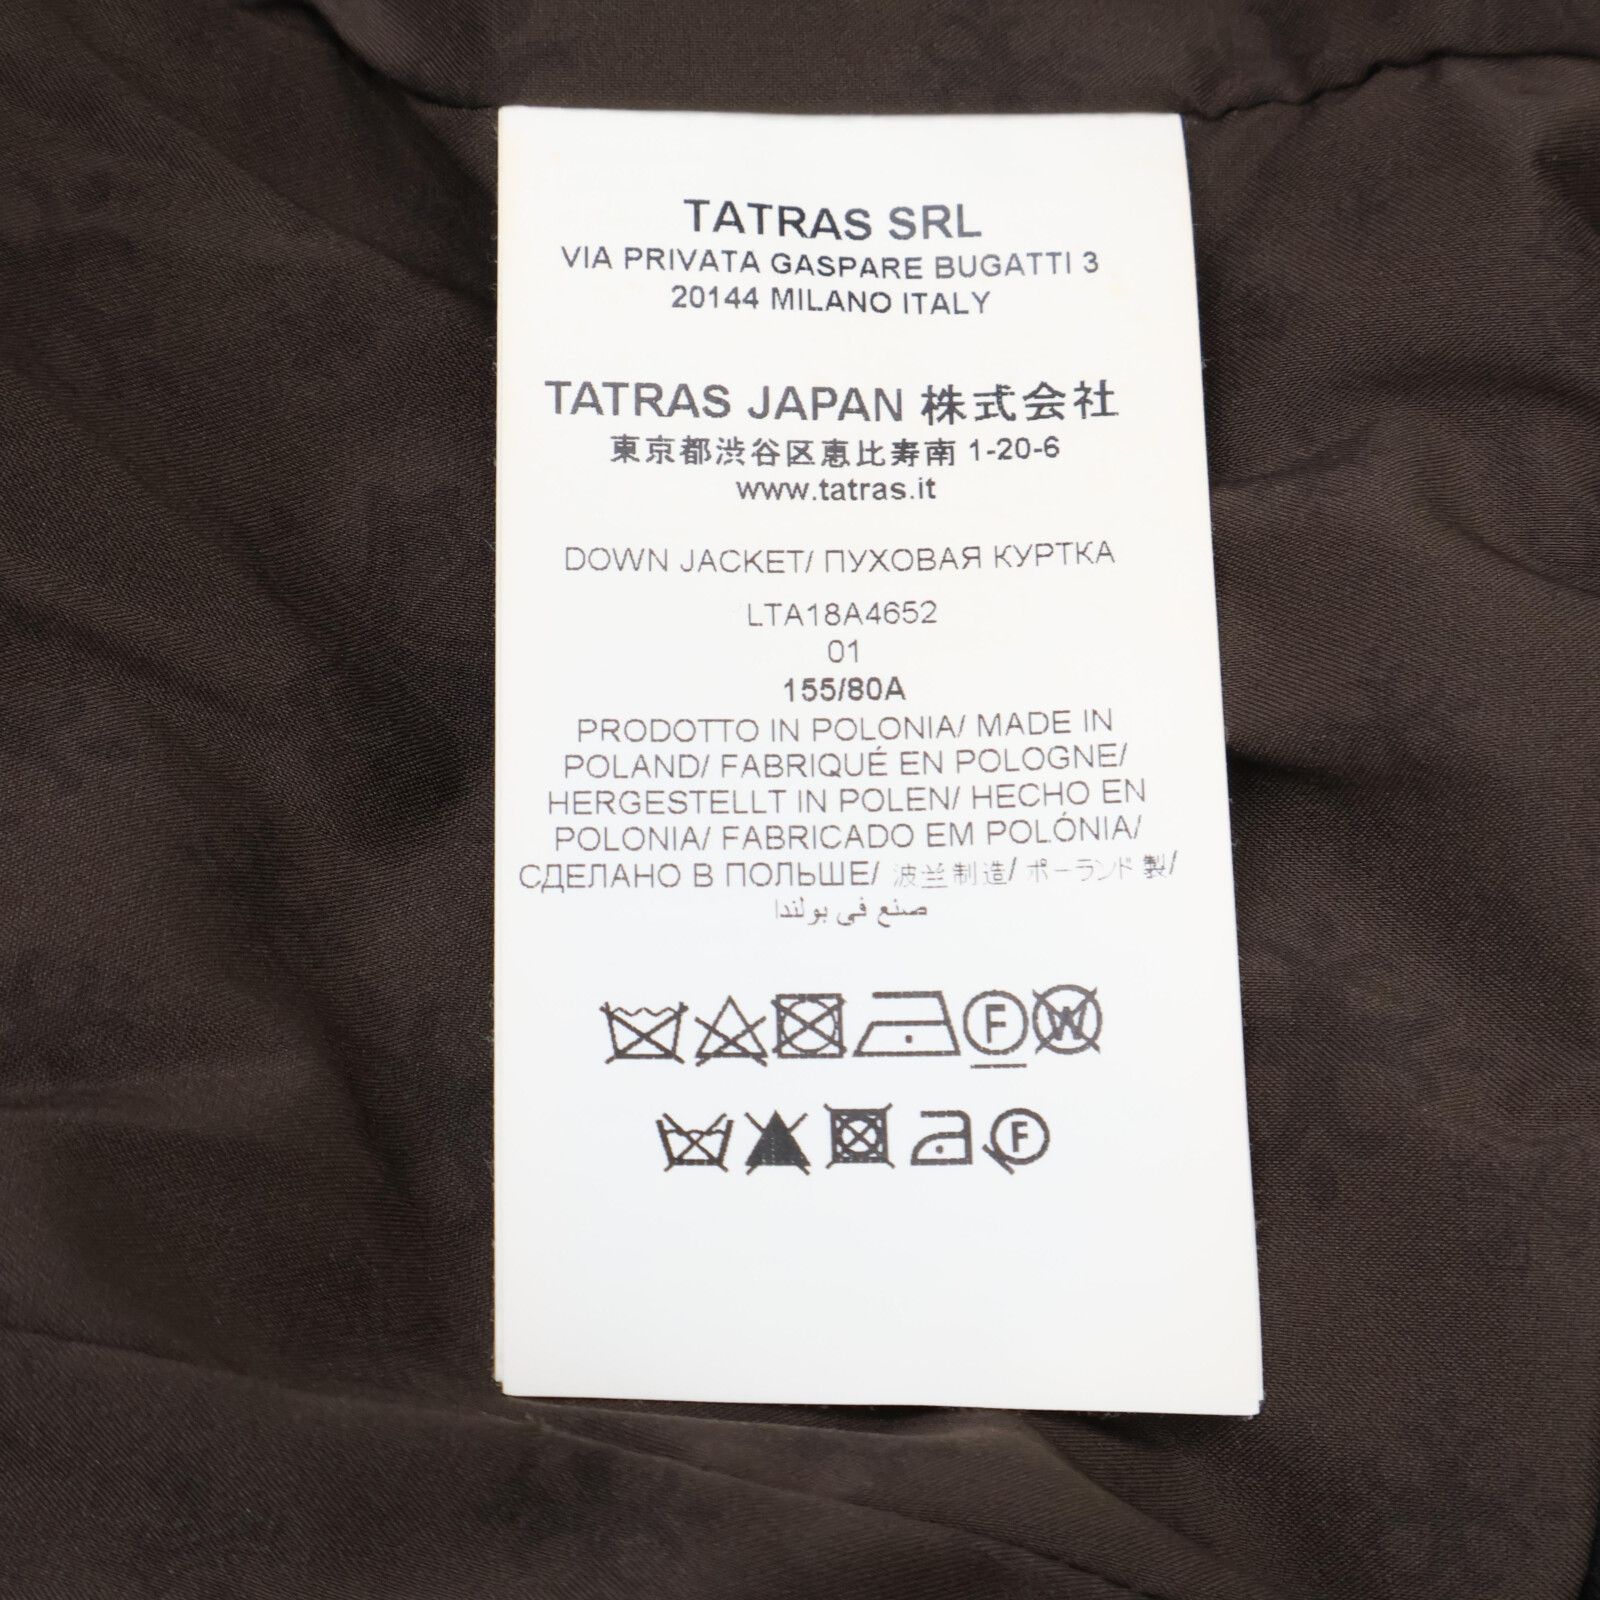 TATRAS SRL
VIA PRIVATA GASPARE BUGATTI 3
20144 MILANO ITALY
TATRAS JAPAN 株式会社
東京都渋谷区恵比寿南 1-20-6
www.tatras.it
DOWN JACKET/ ПУХОВАЯ КУРТКА
LTA18A4652
01
155/80A
PRODOTTO IN POLONIA/ MADE IN
POLAND/ FABRIQUÉ EN POLOGNE/
HERGESTELLT IN POLEN/ HECHO EN
POLONIA/ FABRICADO EM POLÓNIA/
СДЕЛАНО В ПОЛЬШЕ/ 波兰制造/ ポーランド製/
صنع في بولندا
F W
F